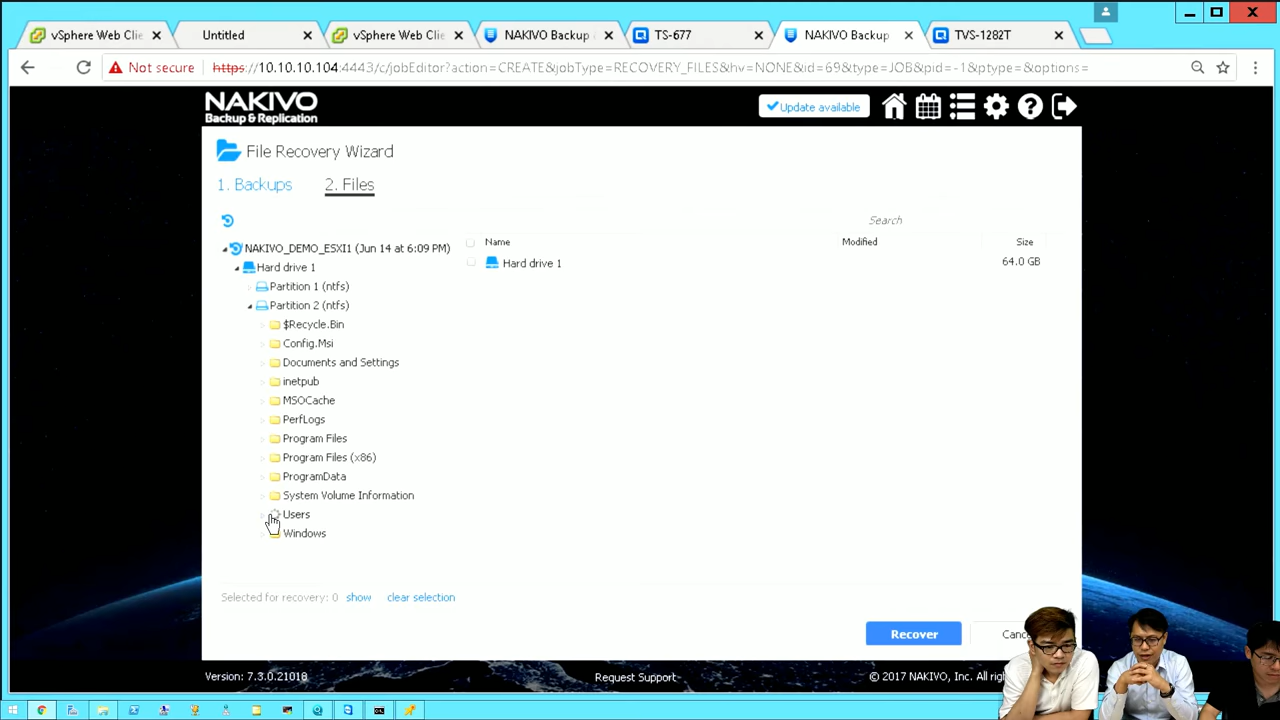 vSphere Web Clie
Untitled
vSphere Web Clie
NAKIVO Backup
TS-677
NAKIVO Backup
TVS-1282T
Not secure
https://10.10.10.104:4443/c/jobEditor?action=CREATE&jobType=RECOVERY_FILES&hv=NONE&id=69&type=JOB&pid=-1&ptype=&options=
NAKIVO
Backup & Replication
Update available
File Recovery Wizard
1. Backups
2. Files
Search
NAKIVO_DEMO_ESXI1 (Jun 14 at 6:09 PM)
Name
Modified
Size
Hard drive 1
Hard drive 1
64.0 GB
Partition 1 (ntfs)
Partition 2 (ntfs)
$Recycle.Bin
Config.Msi
Documents and Settings
inetpub
MSOCache
PerfLogs
Program Files
Program Files (x86)
ProgramData
System Volume Information
Users
Windows
Selected for recovery: 0 show clear selection
Recover
Cance
Version: 7.3.0.21018
Request Support
© 2017 NAKIVO, Inc. All righ